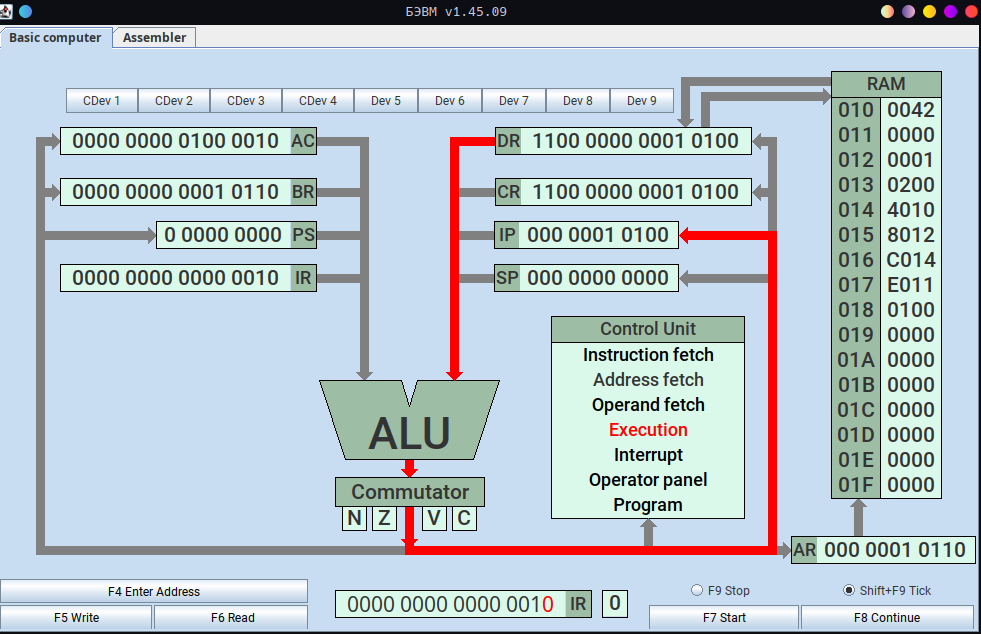 БЭВМ v1.45.09
Basic computer Assembler
CDev 1 CDev 2 CDev 3 CDev 4 Dev 5 Dev 6 Dev 7 Dev 8 Dev 9
0000 0000 0100 0010 AC
0000 0000 0001 0110 BR
0 0000 0000 PS
0000 0000 0000 0010 IR
DR 1100 0000 0001 0100
CR 1100 0000 0001 0100
IP 000 0001 0100
SP 000 0000 0000
RAM
010 0042
011 0000
012 0001
013 0200
014 4010
015 8012
016 C014
017 E011
018 0100
019 0000
01A 0000
01B 0000
01C 0000
01D 0000
01E 0000
01F 0000
Control Unit
Instruction fetch
Address fetch
Operand fetch
Execution
Interrupt
Operator panel
Program
ALU
Commutator
N Z V C
AR 000 0001 0110
F4 Enter Address
F5 Write F6 Read
0000 0000 0000 0010 IR 0
F9 Stop Shift+F9 Tick
F7 Start F8 Continue